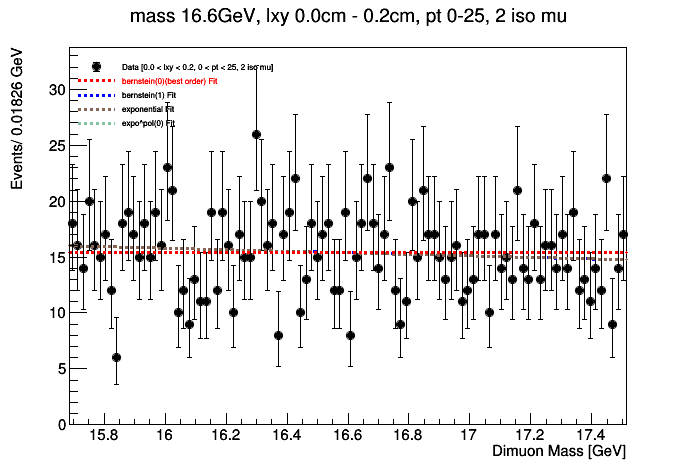 mass 16.6GeV, lxy 0.0cm - 0.2cm, pt 0-25, 2 iso mu
Events/ 0.01826 GeV
Data [0.0 < lxy < 0.2, 0 < pt < 25, 2 iso mu]
bernstein(0)(best order) Fit
bernstein(1) Fit
exponential Fit
expo*pol(0) Fit
30
25
20
15
10
5
0
15.8 16 16.2 16.4 16.6 16.8 17 17.2 17.4
Dimuon Mass [GeV]